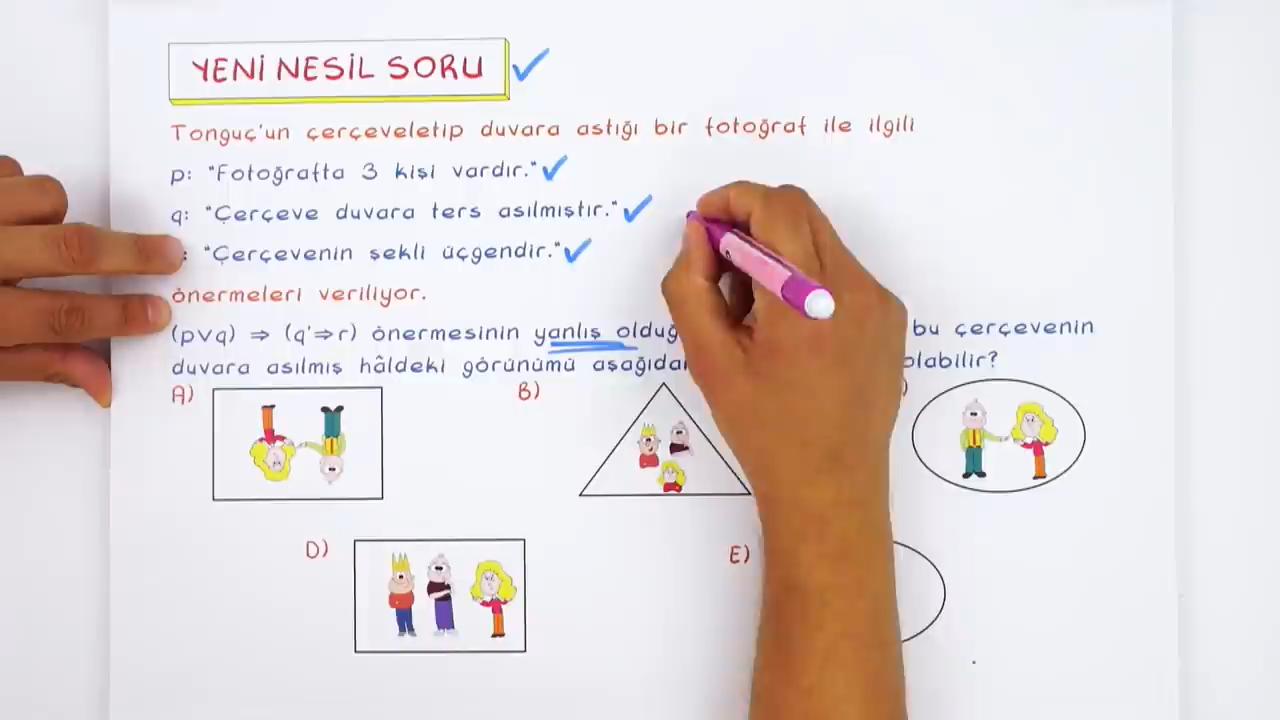 YENİ NESİL SORU
Tonguç'un çerçeveletip duvara astığı bir fotoğraf ile ilgili
p: "Fotoğrafta 3 kişi vardır."
q: "Çerçeve duvara ters asılmıştır."
: "Çerçevenin şekli üçgendir."
önermeleri veriliyor.
(p∨q) ⇒ (q'⇒r) önermesinin yanlış olduğ bu çerçevenin
duvara asılmış hâldeki görünümü aşağıda olabilir?
A) B) )
D) E)